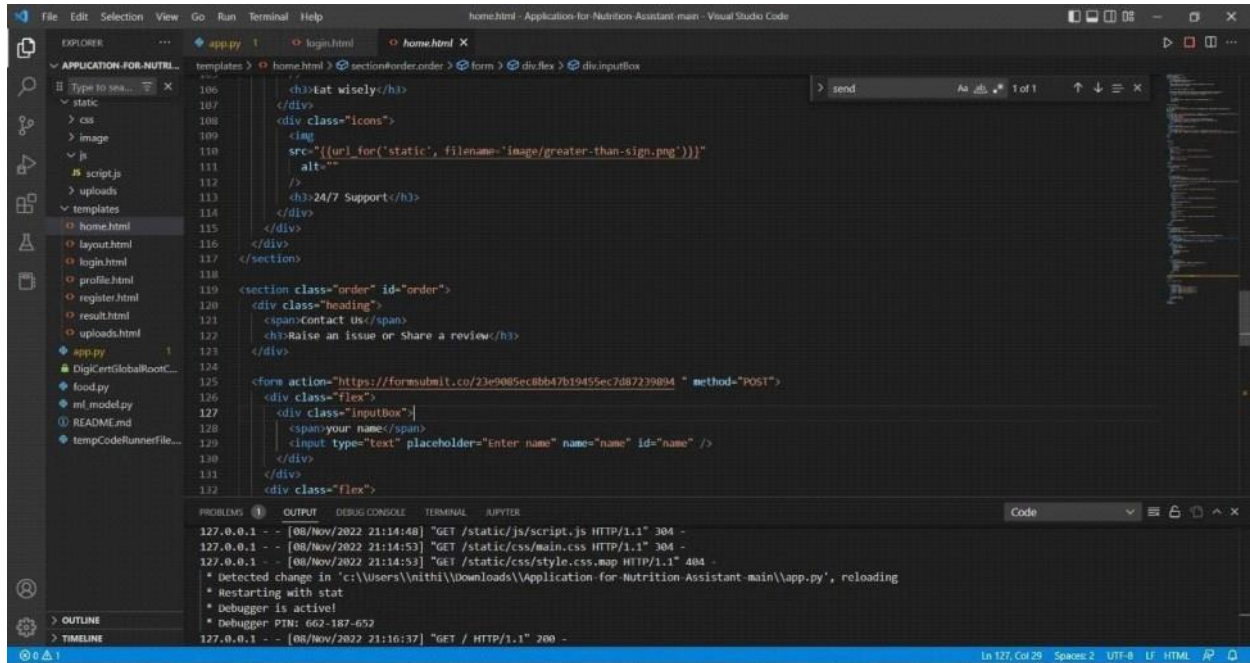 File Edit Selection View Go Run Terminal Help
home.html - Application-for-Nutrition-Assistant-main - Visual Studio Code
EXPLORER ...
APPLICATION-FOR-NUTRI...
Type to sea...
static
css
image
js
JS script.js
uploads
templates
home.html
layout.html
login.html
profile.html
register.html
result.html
uploads.html
app.py 1
DigiCertGlobalRootC...
food.py
ml_model.py
README.md
tempCodeRunnerFile....
OUTLINE
TIMELINE
app.py 1 login.html home.html
templates > home.html > section#order.order > form > div.flex > div.inputBox
send Aa ab 1 of 1
105 />
106 <h3>Eat wisely</h3>
107 </div>
108 <div class="icons">
109 <img
110 src="{{url_for('static', filename='image/greater-than-sign.png')}}"
111 alt=""
112 />
113 <h3>24/7 Support</h3>
114 </div>
115 </div>
116 </div>
117 </section>
118
119 <section class="order" id="order">
120 <div class="heading">
121 <span>Contact Us</span>
122 <h3>Raise an issue or Share a review</h3>
123 </div>
124
125 <form action="https://formsubmit.co/23e9085ec8bb47b19455ec7d87239894 " method="POST">
126 <div class="flex">
127 <div class="inputBox">
128 <span>your name</span>
129 <input type="text" placeholder="Enter name" name="name" id="name" />
130 </div>
131 </div>
132 <div class="flex">
PROBLEMS 1 OUTPUT DEBUG CONSOLE TERMINAL JUPYTER
Code
127.0.0.1 - - [08/Nov/2022 21:14:48] "GET /static/js/script.js HTTP/1.1" 304 -
127.0.0.1 - - [08/Nov/2022 21:14:53] "GET /static/css/main.css HTTP/1.1" 304 -
127.0.0.1 - - [08/Nov/2022 21:14:53] "GET /static/css/style.css.map HTTP/1.1" 404 -
* Detected change in 'c:\\Users\\nithi\\Downloads\\Application-for-Nutrition-Assistant-main\\app.py', reloading
* Restarting with stat
* Debugger is active!
* Debugger PIN: 662-187-652
127.0.0.1 - - [08/Nov/2022 21:16:37] "GET / HTTP/1.1" 200 -
0 1
Ln 127, Col 29 Spaces: 2 UTF-8 LF HTML